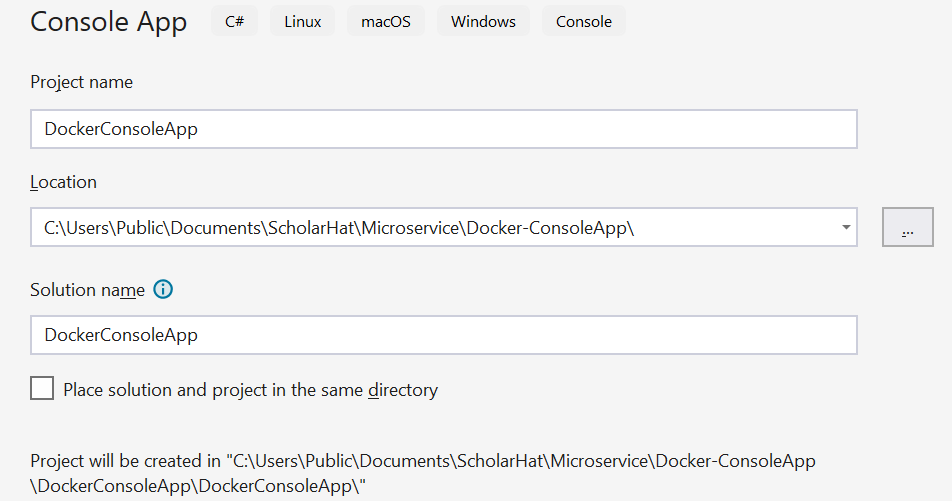 Console App C# Linux macOS Windows Console
Project name
DockerConsoleApp
Location
C:\Users\Public\Documents\ScholarHat\Microservice\Docker-ConsoleApp\
...
Solution name
DockerConsoleApp
Place solution and project in the same directory
Project will be created in "C:\Users\Public\Documents\ScholarHat\Microservice\Docker-ConsoleApp
\DockerConsoleApp\DockerConsoleApp\"